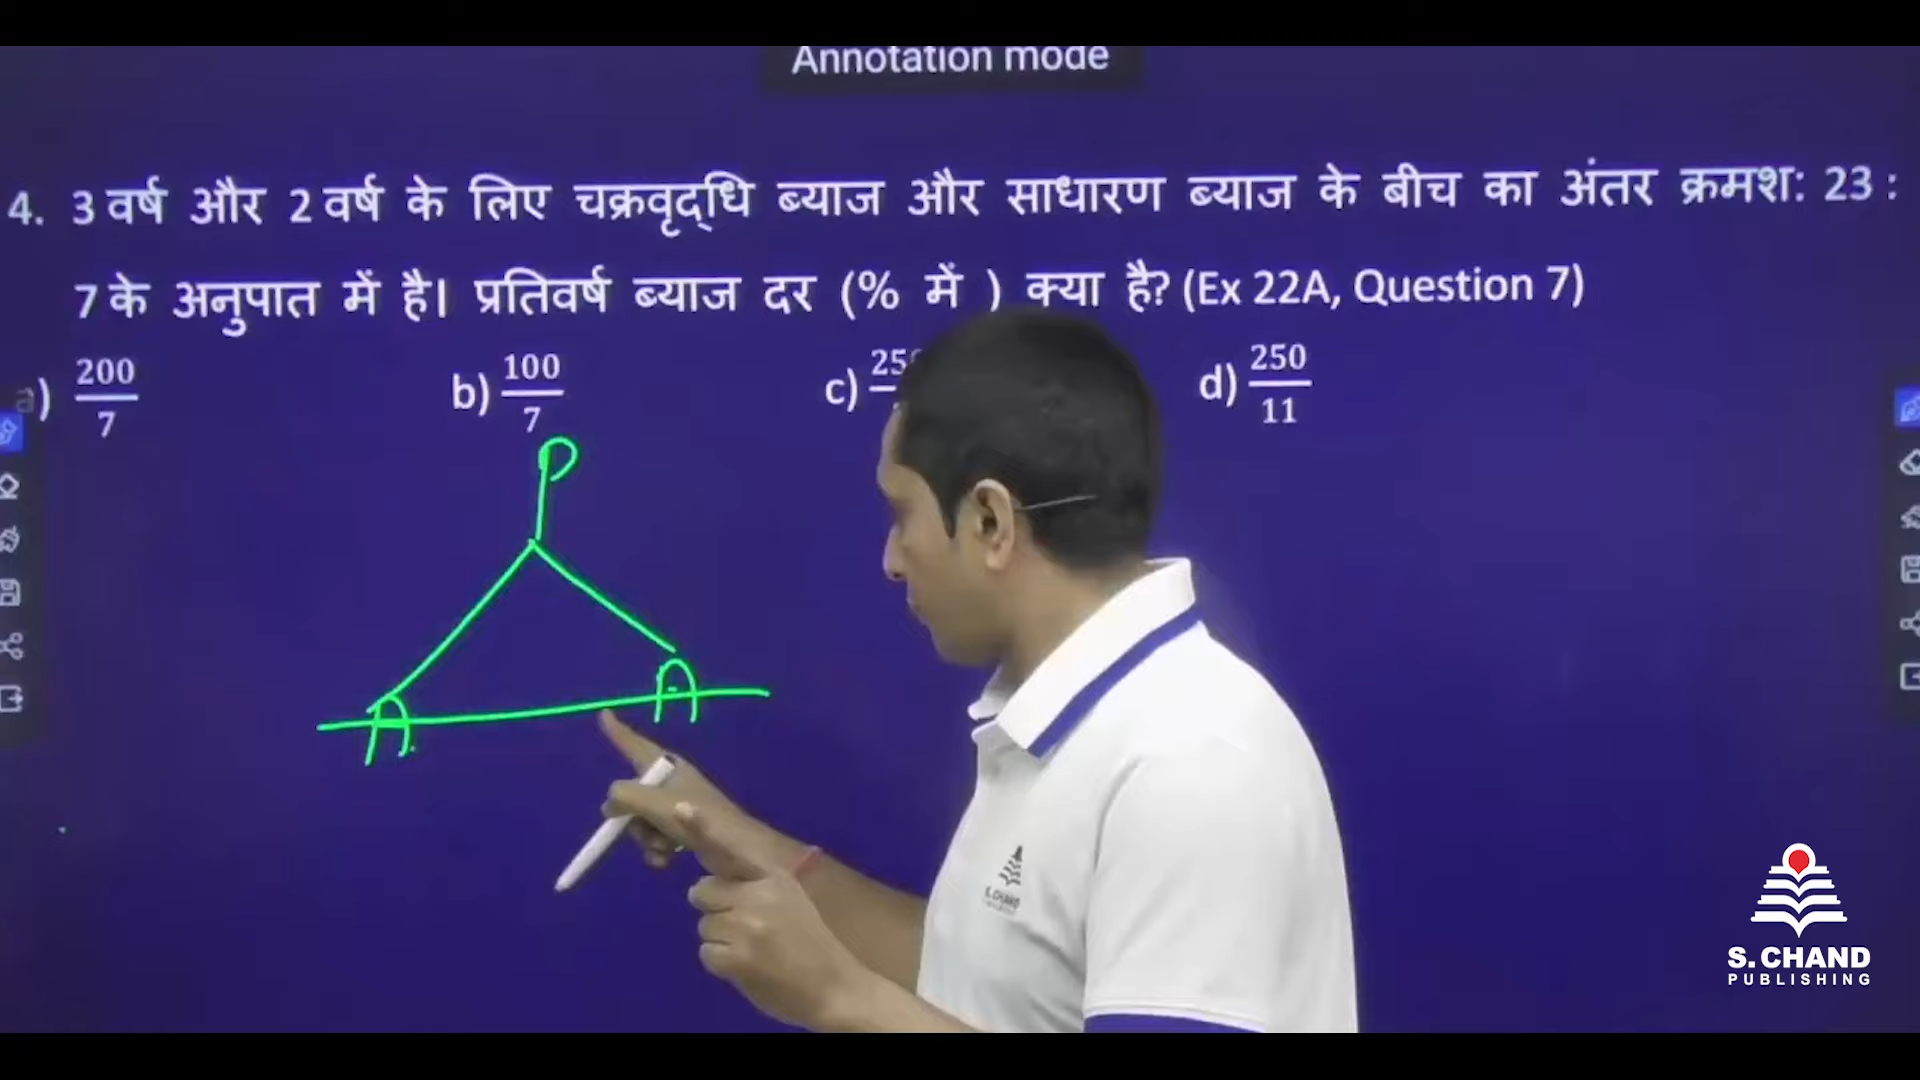 Annotation mode
4. 3 वर्ष और 2 वर्ष के लिए चक्रवृद्धि ब्याज और साधारण ब्याज के बीच का अंतर क्रमश: 23 :
7 के अनुपात में है। प्रतिवर्ष ब्याज दर (% में ) क्या है? (Ex 22A, Question 7)
a) 200/7 b) 100/7 c) d) 250/11
P
A A
S. CHAND
S. CHAND
PUBLISHING